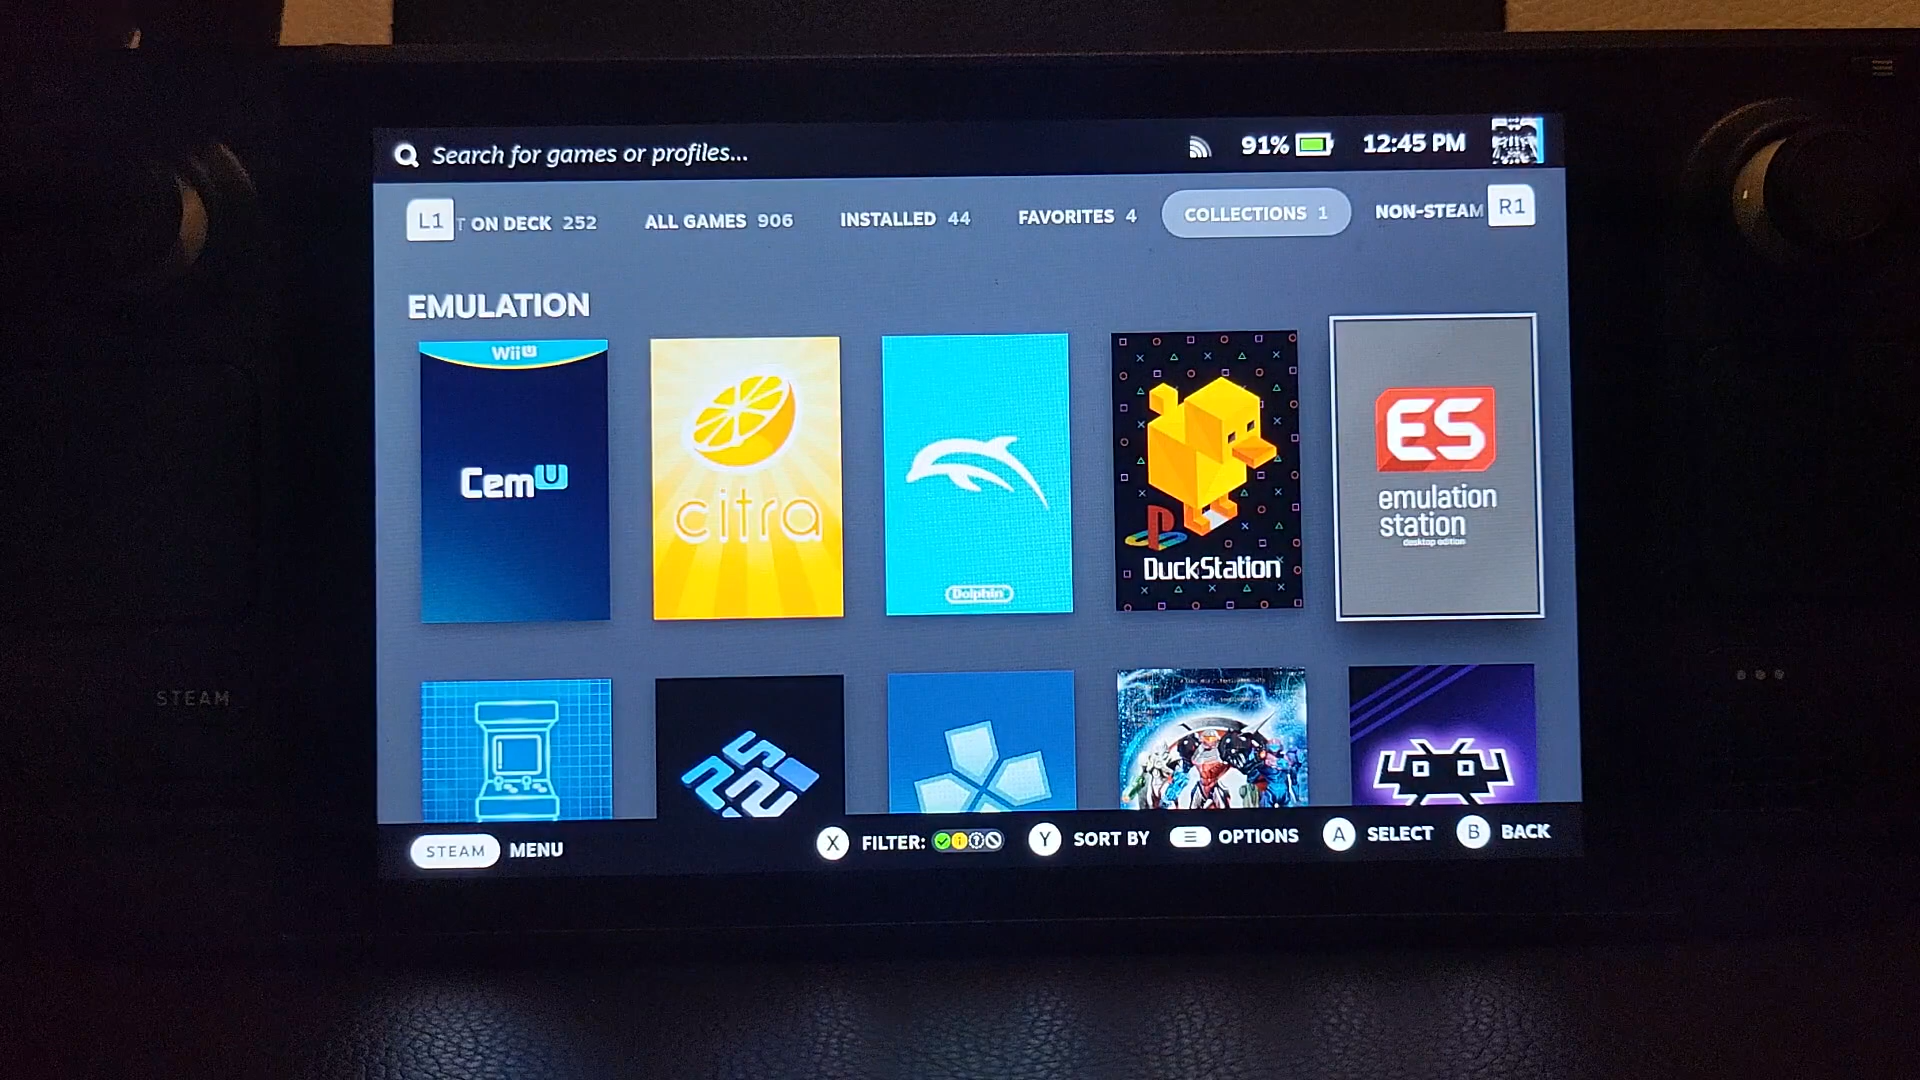 Search for games or profiles...
91%
12:45 PM
L1
T ON DECK 252
ALL GAMES 906
INSTALLED 44
FAVORITES 4
COLLECTIONS 1
NON-STEAM
R1
EMULATION
Wii U
CemU
citra
Dolphin
DuckStation
ES
emulation
station
desktop edition
STEAM
STEAM MENU
X FILTER:
Y SORT BY
OPTIONS
A SELECT
B BACK